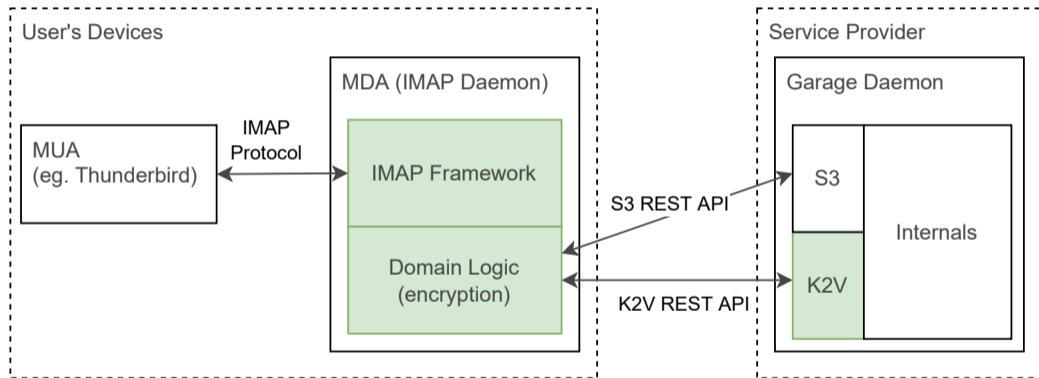 User's Devices
MUA
(eg. Thunderbird)
IMAP
Protocol
MDA (IMAP Daemon)
IMAP Framework
Domain Logic
(encryption)
S3 REST API
K2V REST API
Service Provider
Garage Daemon
S3
K2V
Internals